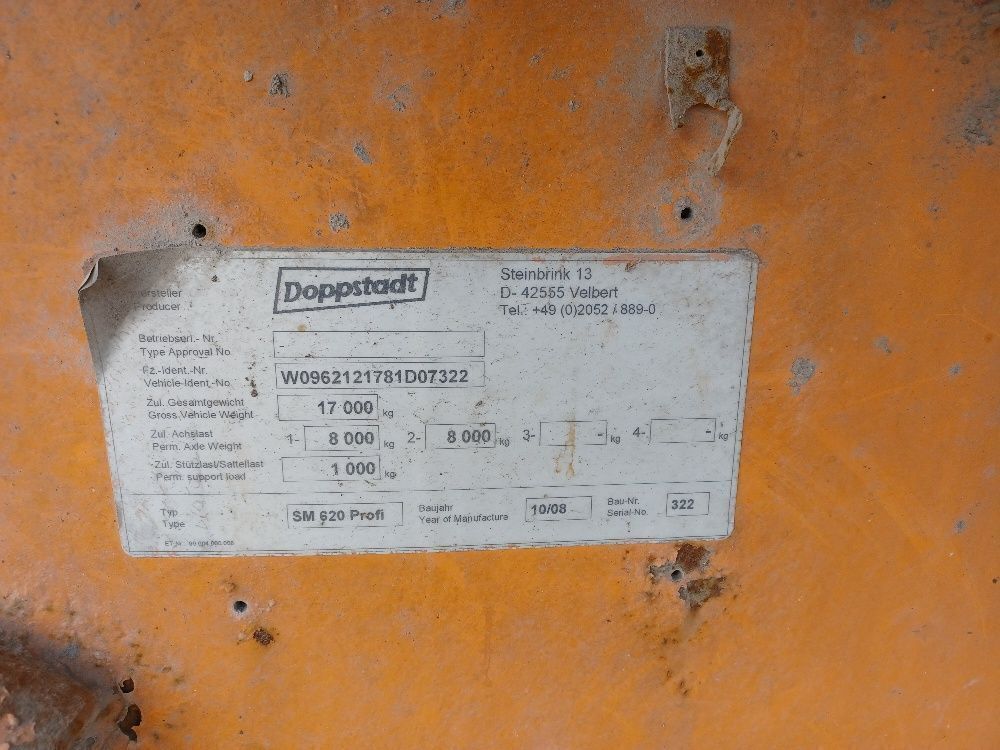 Doppstadt
Steinbrink 13
D- 42555 Velbert
Tel.: +49 (0)2052 / 889-0
ersteller
roducer
Betriebserl.- Nr.
Type Approval No.
-
Fz.-Ident.-Nr.
Vehicle-Ident.-No.
W0962121781D07322
Zul. Gesamtgewicht
Gross Vehicle Weight
17 000 kg
Zul. Achslast
Perm. Axle Weight
1- 8 000 kg 2- 8 000 kg 3- - kg 4- - kg
Zul. Stützlast/Sattellast
Perm. support load
1 000 kg
Typ
Type
SM 620 Profi
Baujahr
Year of Manufacture
10/08
Bau-Nr.
Serial-No.
322